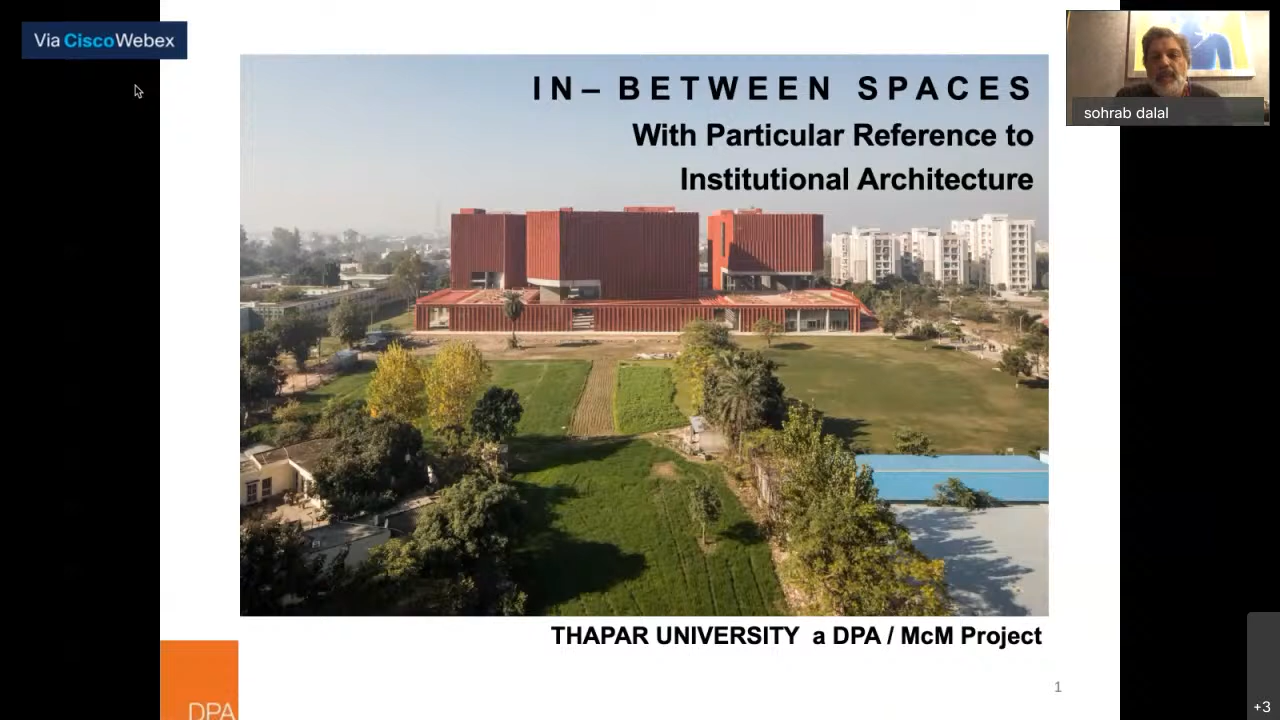 Via CiscoWebex
IN– BETWEEN SPACES
With Particular Reference to
Institutional Architecture
sohrab dalal
THAPAR UNIVERSITY a DPA / McM Project
1
DPA
+3